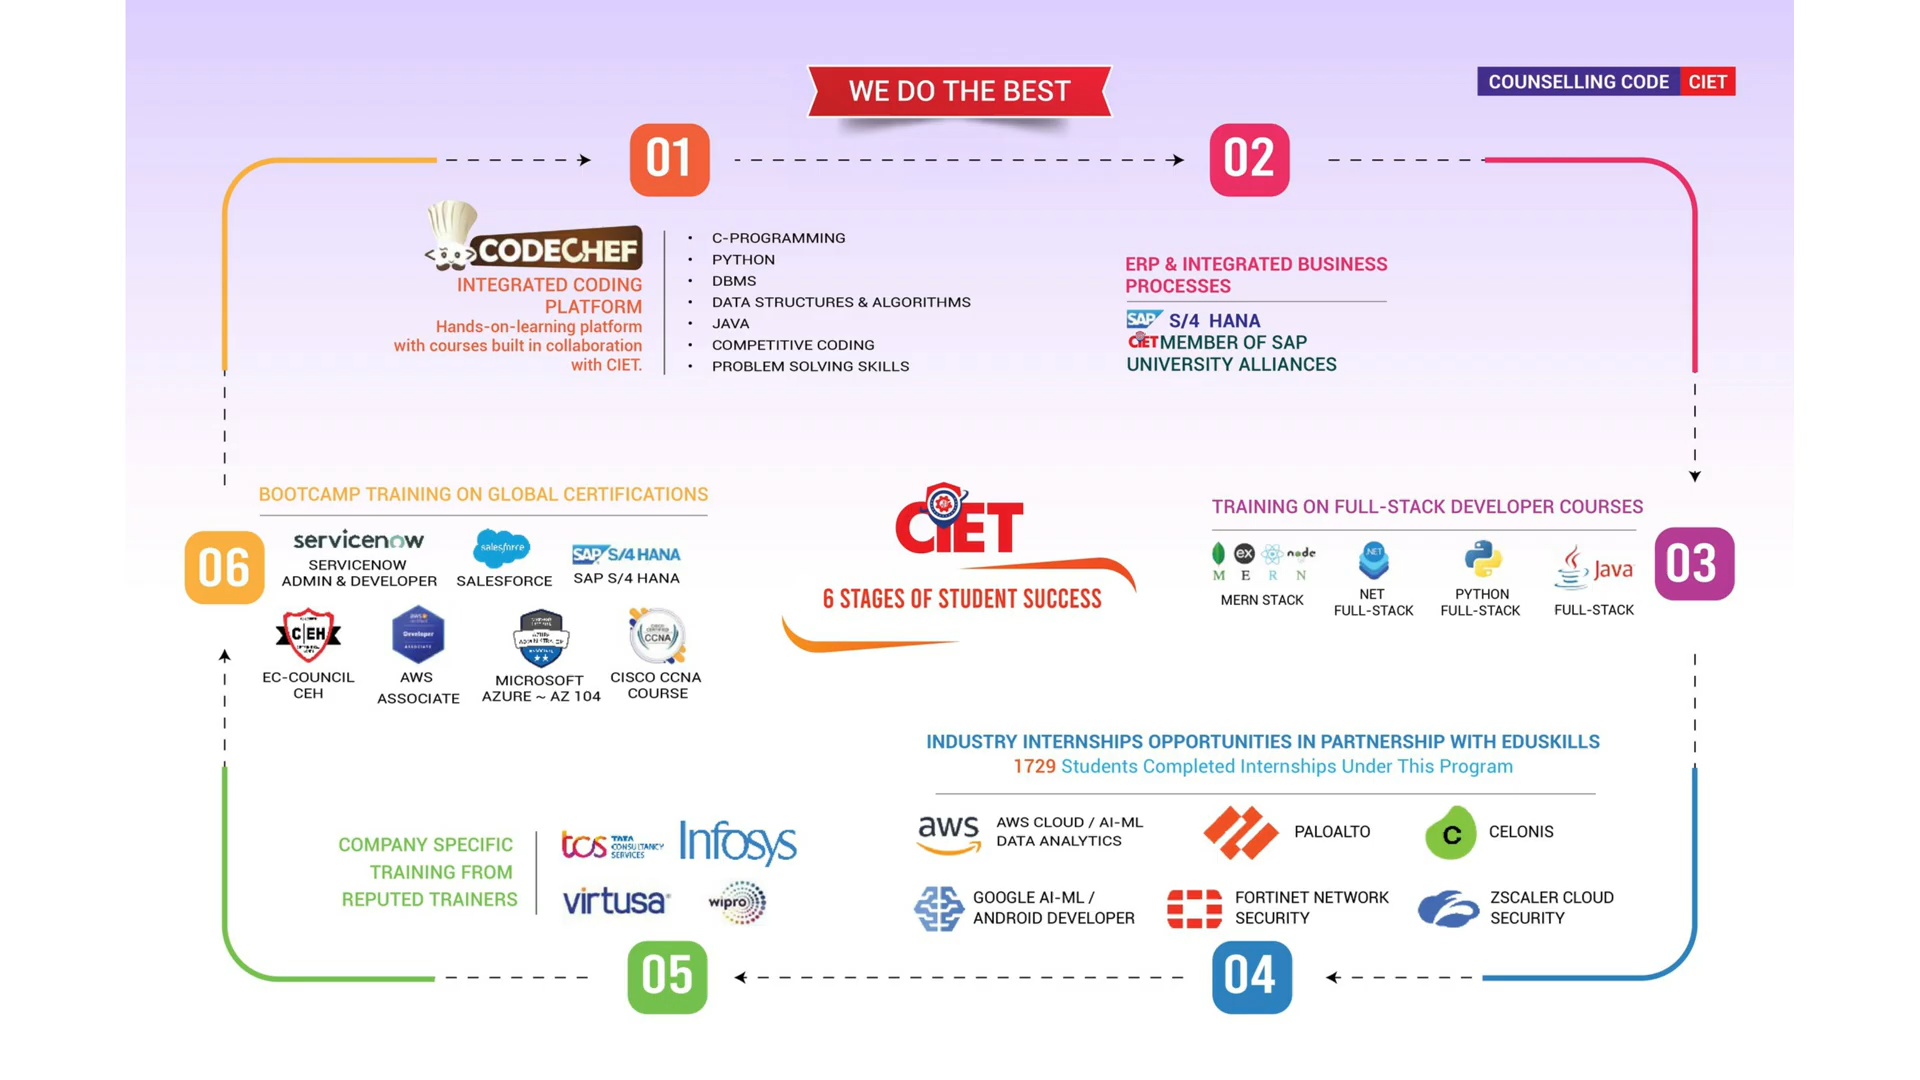 WE DO THE BEST
COUNSELLING CODE CIET
01
CODECHEF
INTEGRATED CODING
PLATFORM
Hands-on-learning platform
with courses built in collaboration
with CIET.
• C-PROGRAMMING
• PYTHON
• DBMS
• DATA STRUCTURES & ALGORITHMS
• JAVA
• COMPETITIVE CODING
• PROBLEM SOLVING SKILLS
02
ERP & INTEGRATED BUSINESS
PROCESSES
SAP S/4 HANA
CIET MEMBER OF SAP
UNIVERSITY ALLIANCES
TRAINING ON FULL-STACK DEVELOPER COURSES
03
ex node
M E R N
MERN STACK
.NET
NET
FULL-STACK
PYTHON
FULL-STACK
Java
FULL-STACK
CIET
6 STAGES OF STUDENT SUCCESS
INDUSTRY INTERNSHIPS OPPORTUNITIES IN PARTNERSHIP WITH EDUSKILLS
1729 Students Completed Internships Under This Program
aws
AWS CLOUD / AI-ML
DATA ANALYTICS
PALOALTO
C
CELONIS
GOOGLE AI-ML /
ANDROID DEVELOPER
FORTINET NETWORK
SECURITY
ZSCALER CLOUD
SECURITY
04
COMPANY SPECIFIC
TRAINING FROM
REPUTED TRAINERS
tcs TATA
CONSULTANCY
SERVICES
Infosys
virtusa
wipro
05
BOOTCAMP TRAINING ON GLOBAL CERTIFICATIONS
06
servicenow
SERVICENOW
ADMIN & DEVELOPER
salesforce
SALESFORCE
SAP S/4 HANA
SAP S/4 HANA
C|EH
EC-COUNCIL
CEH
aws
Developer
ASSOCIATE
AWS
ASSOCIATE
MICROSOFT
AZURE ~ AZ 104
CCNA
CISCO CCNA
COURSE